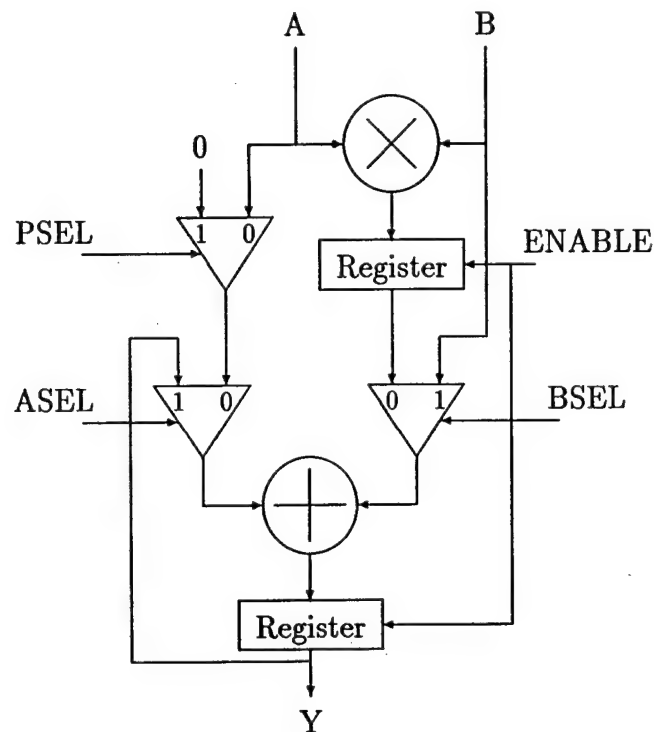 A B
0
1 0
PSEL
ENABLE
Register
1 0
0 1
ASEL
BSEL
Register
Y